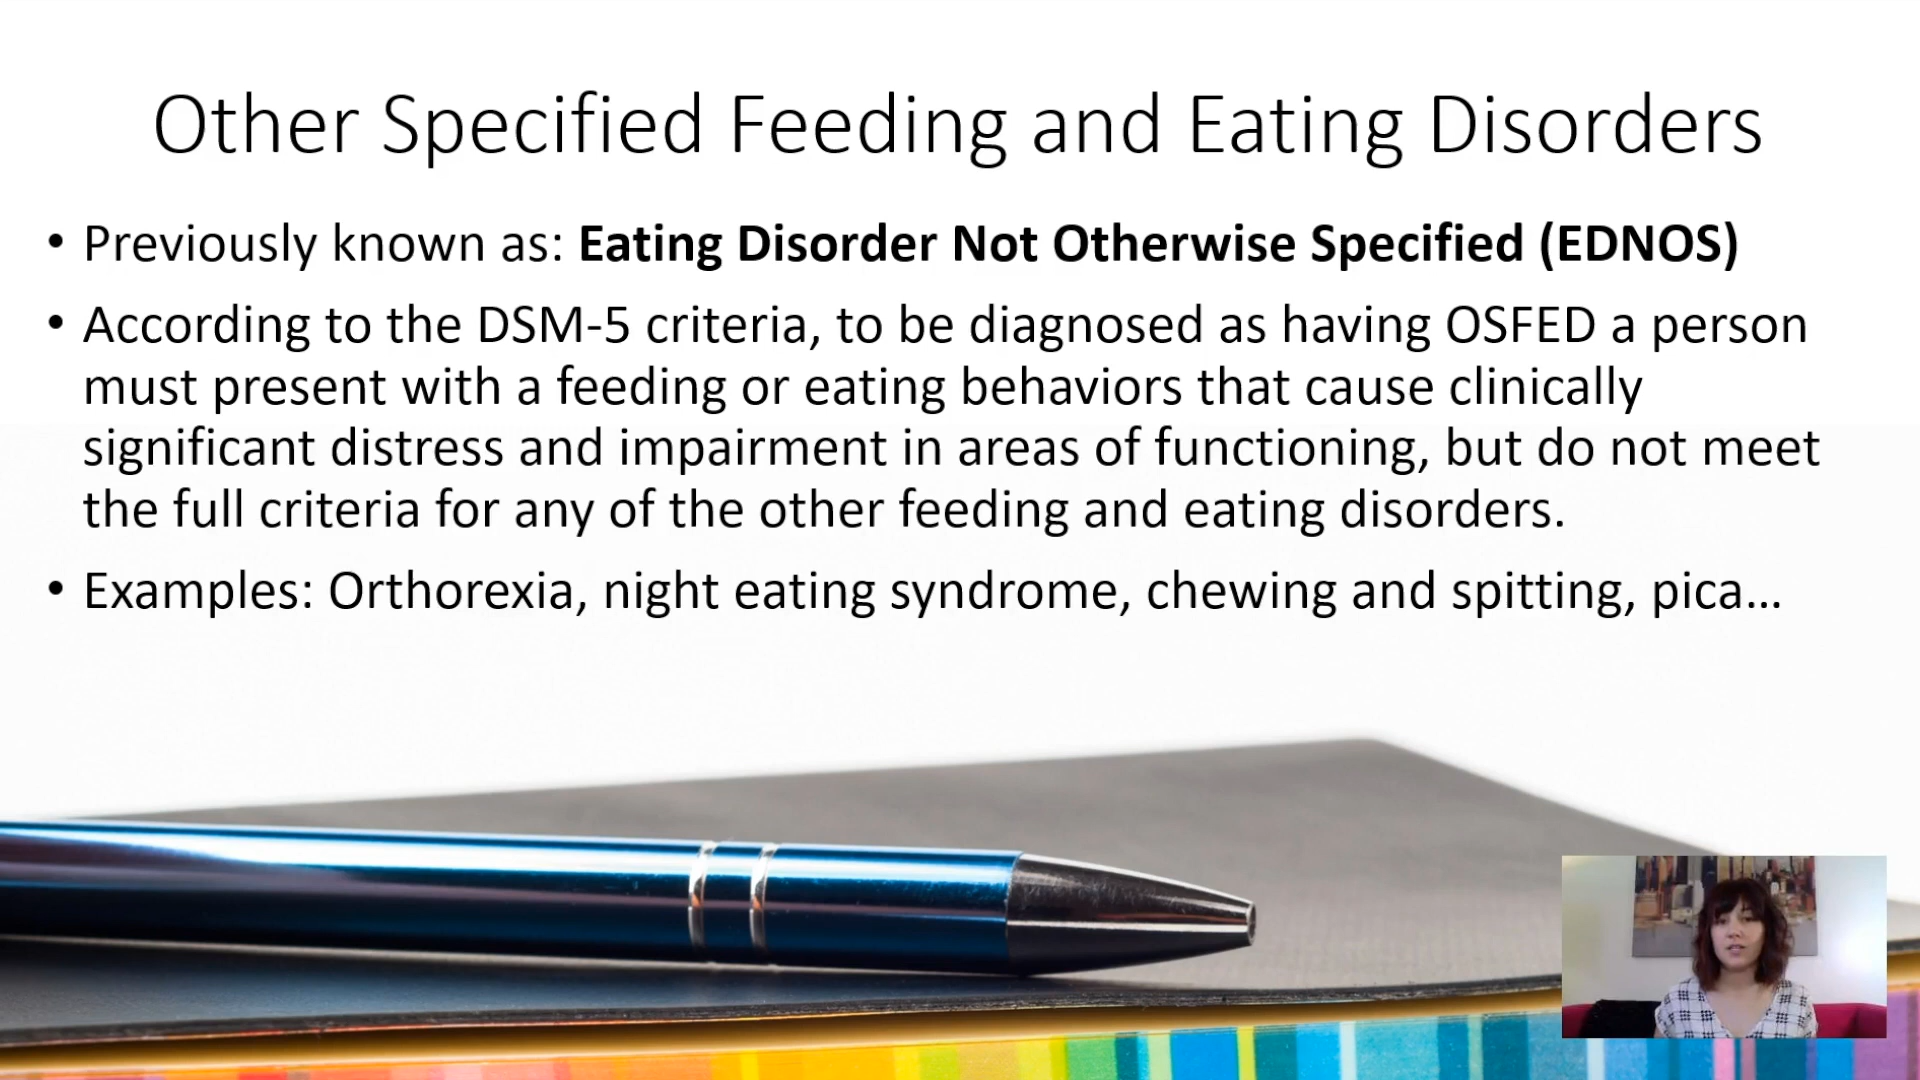 Other Specified Feeding and Eating Disorders
• Previously known as: Eating Disorder Not Otherwise Specified (EDNOS)
• According to the DSM-5 criteria, to be diagnosed as having OSFED a person
must present with a feeding or eating behaviors that cause clinically
significant distress and impairment in areas of functioning, but do not meet
the full criteria for any of the other feeding and eating disorders.
• Examples: Orthorexia, night eating syndrome, chewing and spitting, pica...